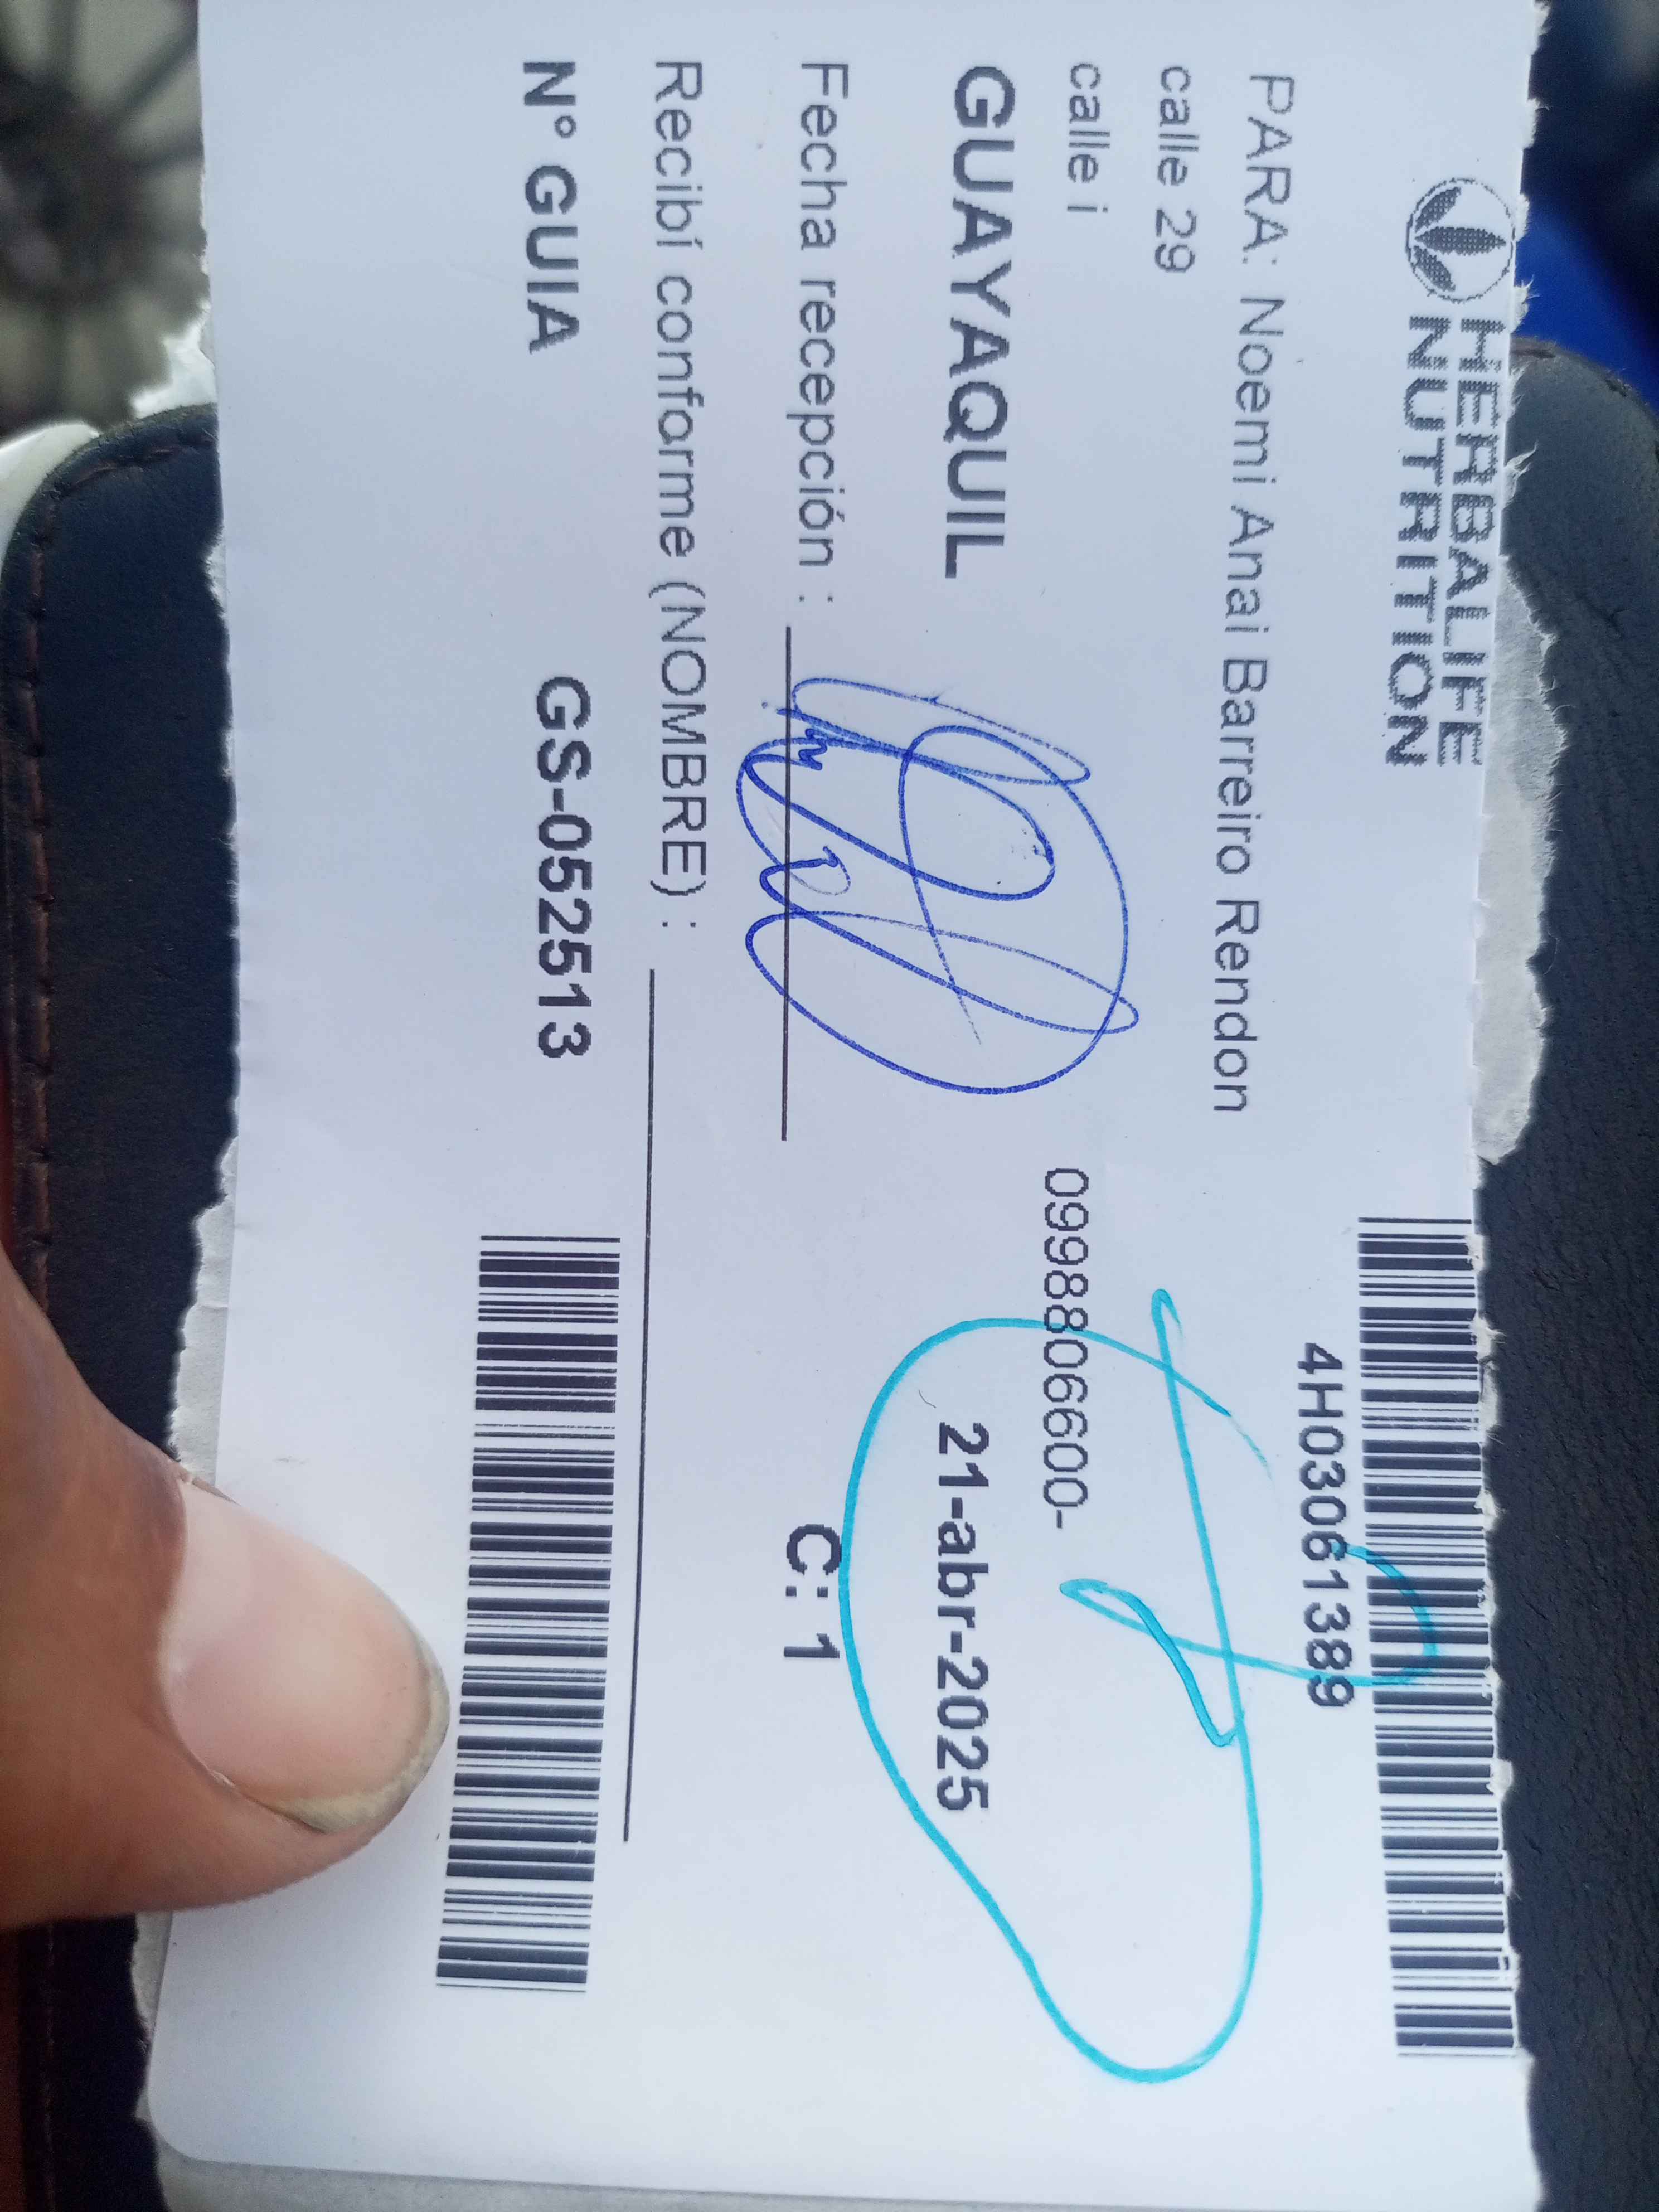 HERBALIFE
NUTRITION
4H03061389
PARA: Noemi Anai Barreiro Rendon
calle 29
calle i
0998806600-
GUAYAQUIL
21-abr-2025
Fecha recepción :
C: 1
Recibí conforme (NOMBRE) :
N° GUIA GS-052513